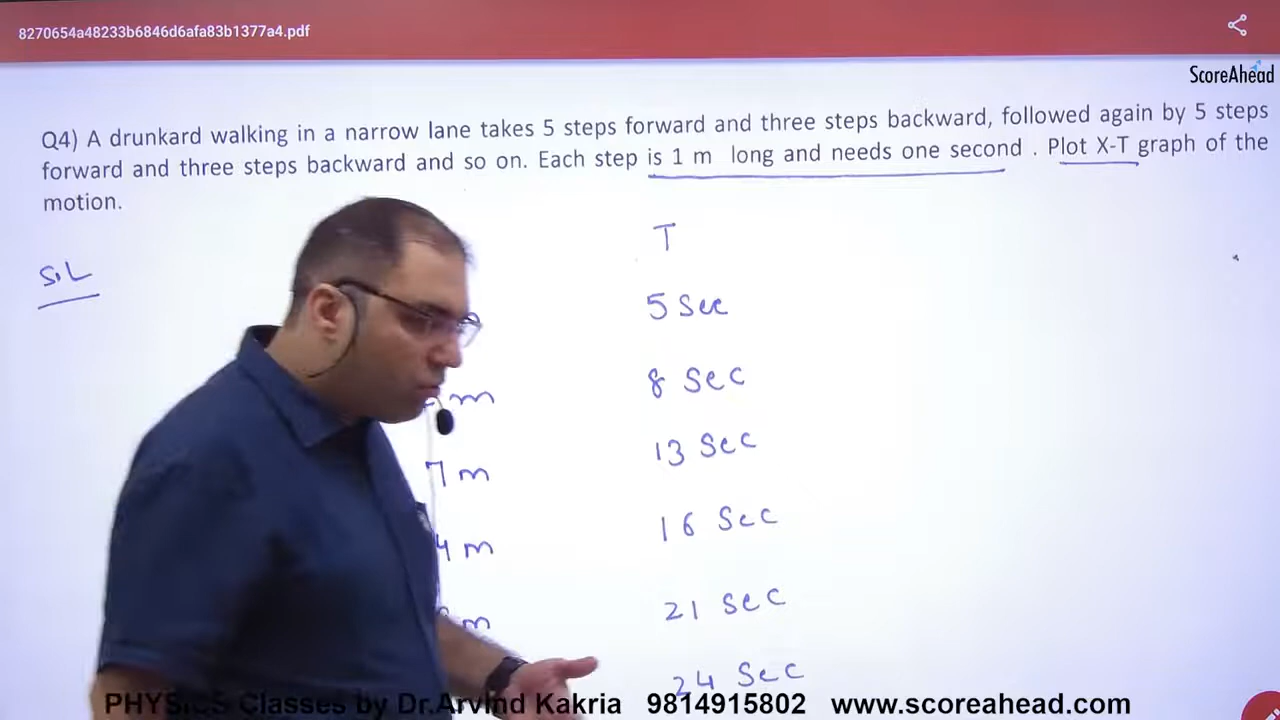 8270654a48233b6846d6afa83b1377a4.pdf
ScoreAhead
Q4) A drunkard walking in a narrow lane takes 5 steps forward and three steps backward, followed again by 5 steps
forward and three steps backward and so on. Each step is 1 m long and needs one second . Plot X-T graph of the
motion.
T
5 Sec
m 8 Sec
7 m 13 Sec
4 m 16 Sec
m 21 Sec
24 Sec
PHYSICS Classes by Dr.Arvind Kakria 9814915802 www.scoreahead.com